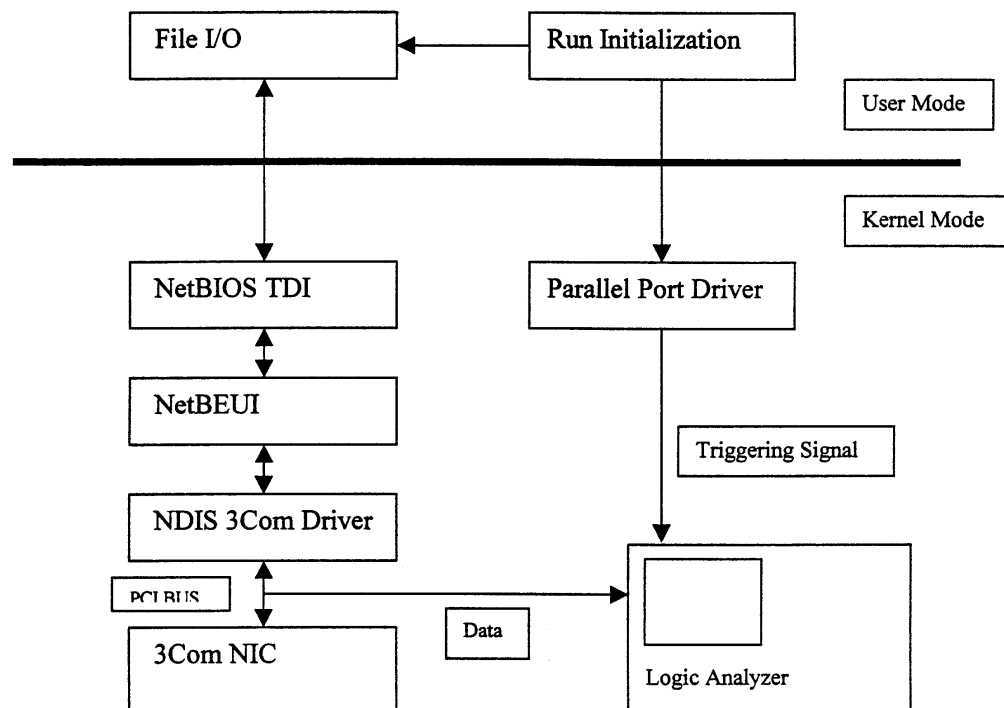 File I/O
Run Initialization
User Mode
Kernel Mode
NetBIOS TDI
Parallel Port Driver
NetBEUI
Triggering Signal
NDIS 3Com Driver
PCI BUS
Data
3Com NIC
Logic Analyzer